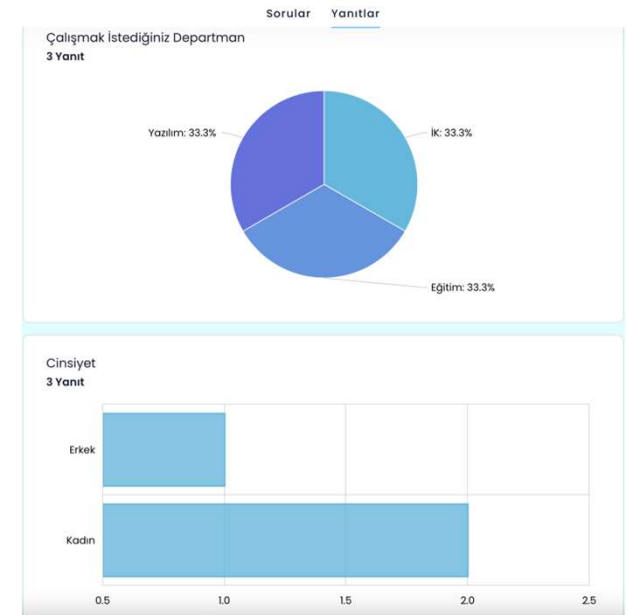 Sorular Yanıtlar
Çalışmak İstediğiniz Departman
3 Yanıt
Yazılım: 33.3%
İK: 33.3%
Eğitim: 33.3%
Cinsiyet
3 Yanıt
Erkek
Kadın
0.5 1.0 1.5 2.0 2.5